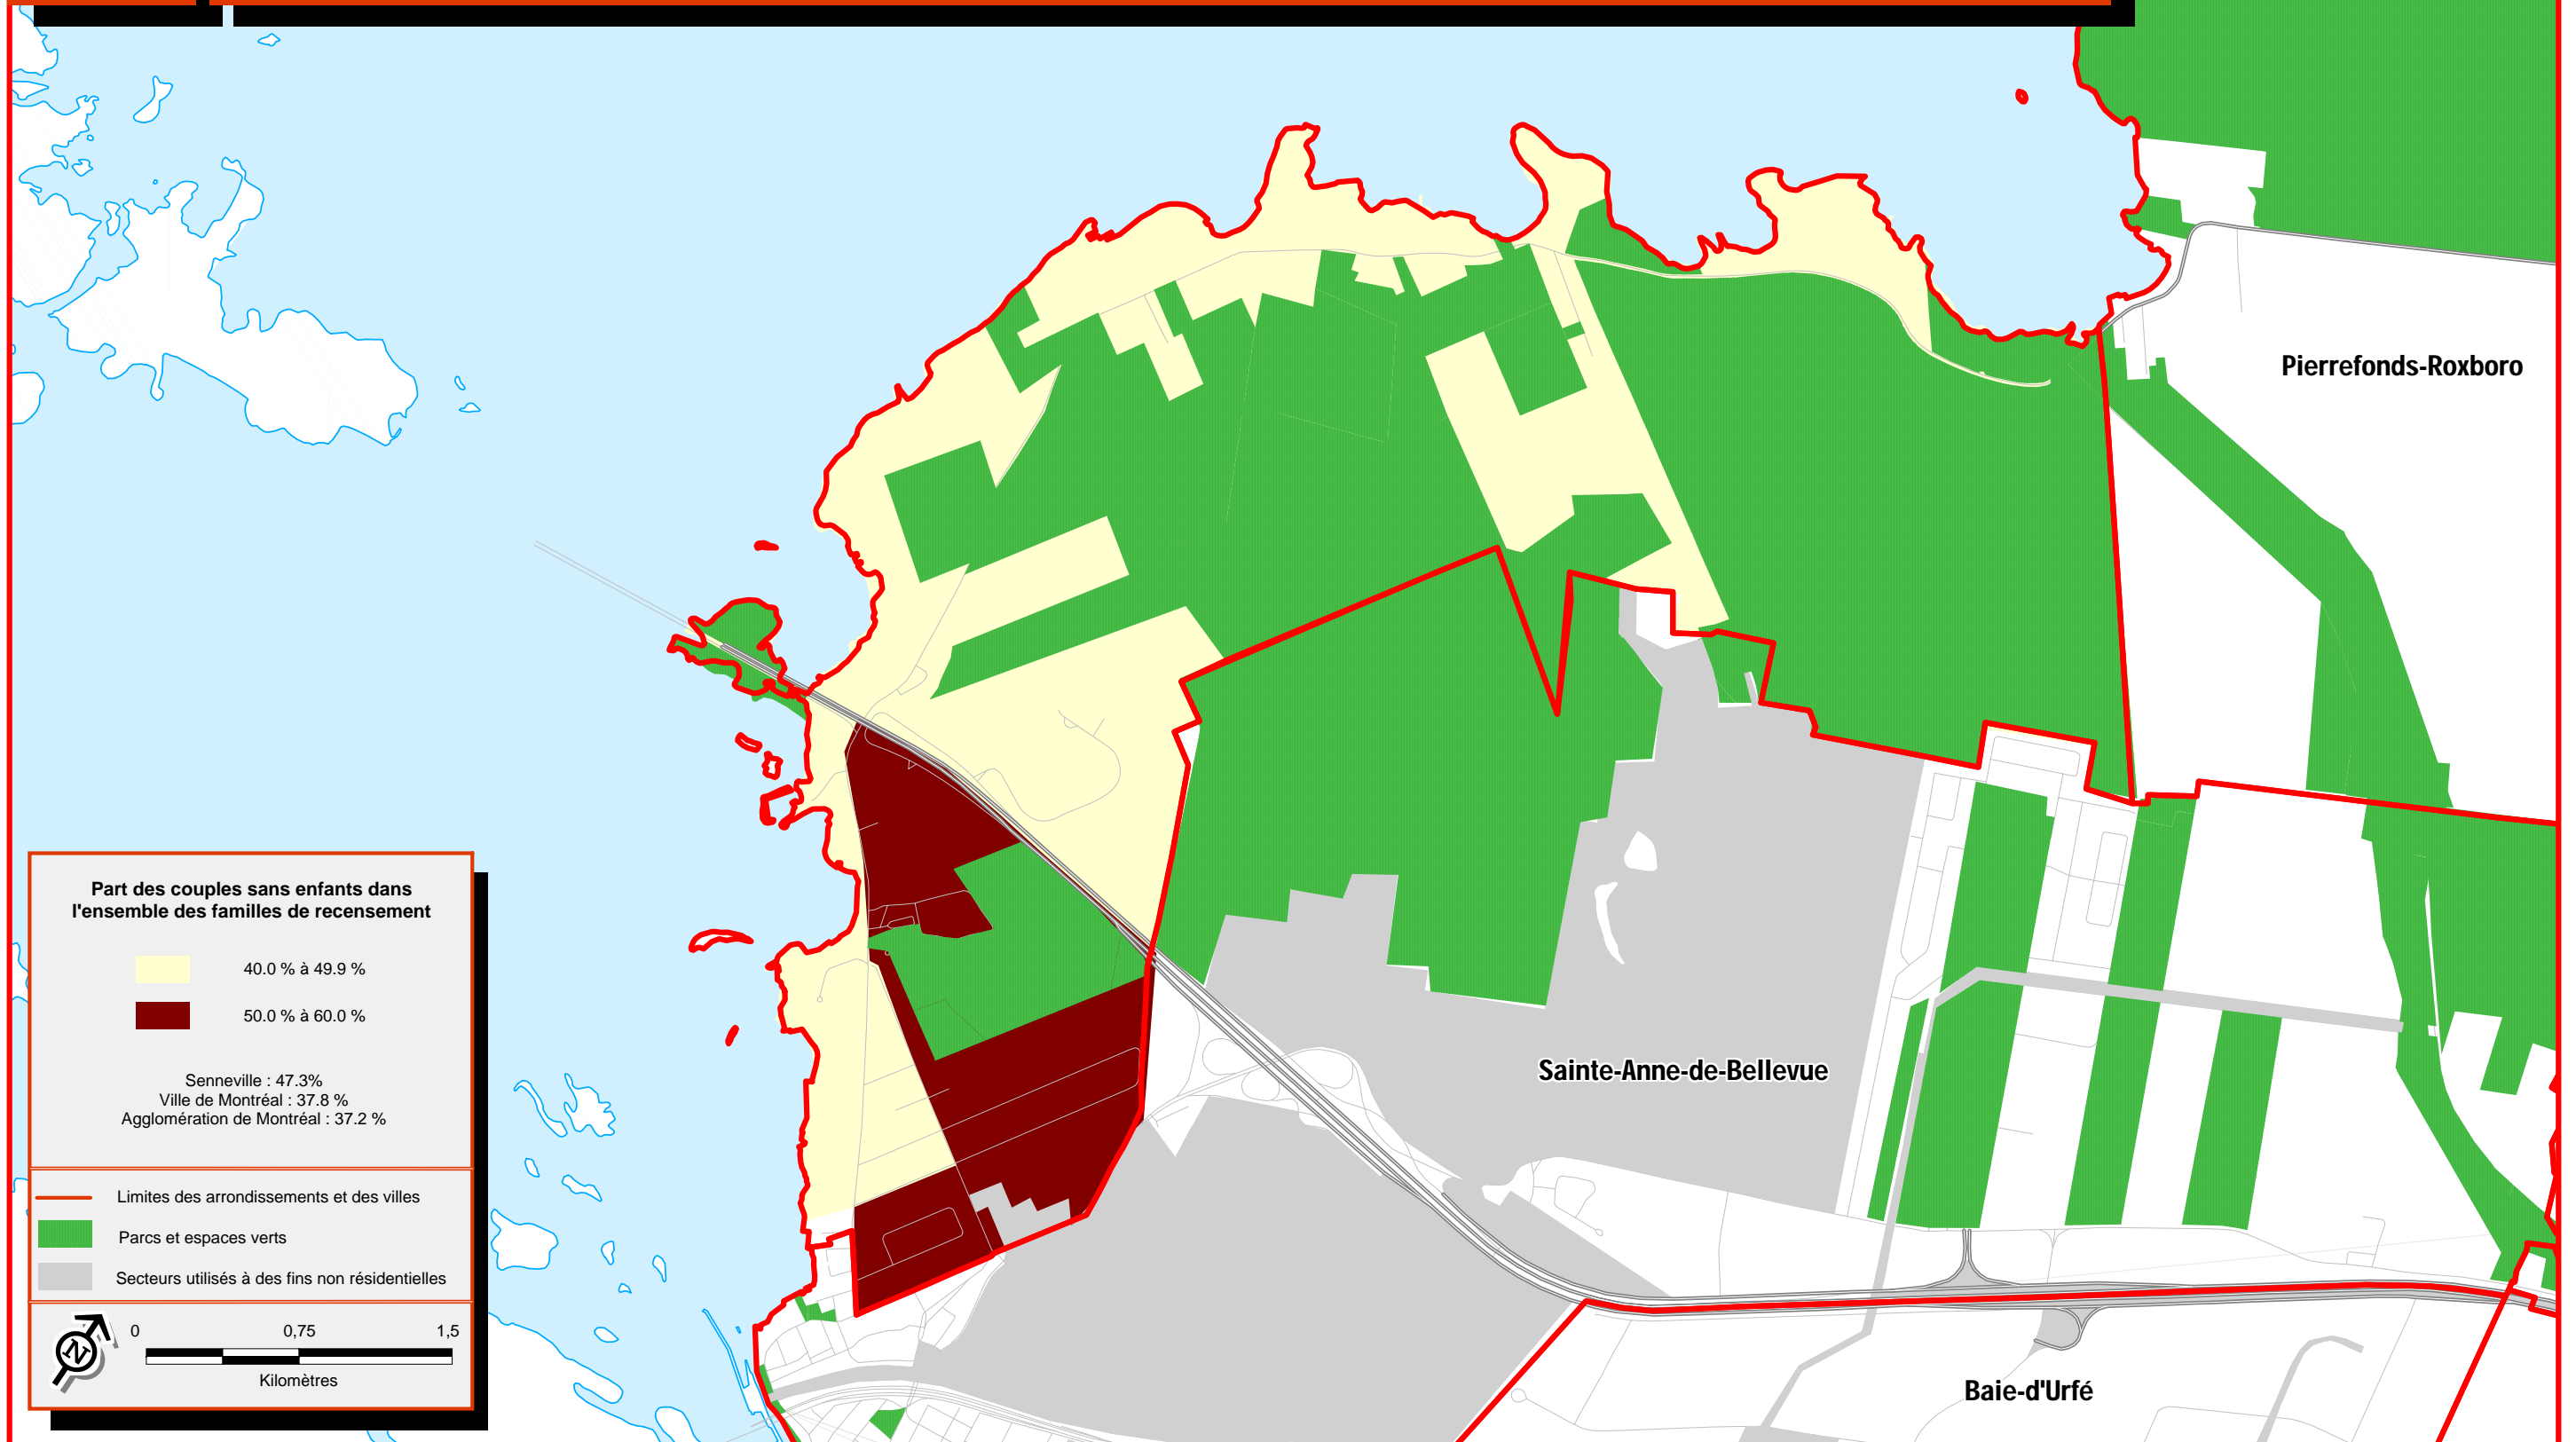 Pierrefonds-Roxboro
Part des couples sans enfants dans
l'ensemble des familles de recensement
40.0 % à 49.9 %
50.0 % à 60.0 %
Senneville : 47.3%
Ville de Montréal : 37.8 %
Agglomération de Montréal : 37.2 %
Sainte-Anne-de-Bellevue
Limites des arrondissements et des villes
Parcs et espaces verts
Secteurs utilisés à des fins non résidentielles
N
0 0,75 1,5
Kilomètres
Baie-d'Urfé